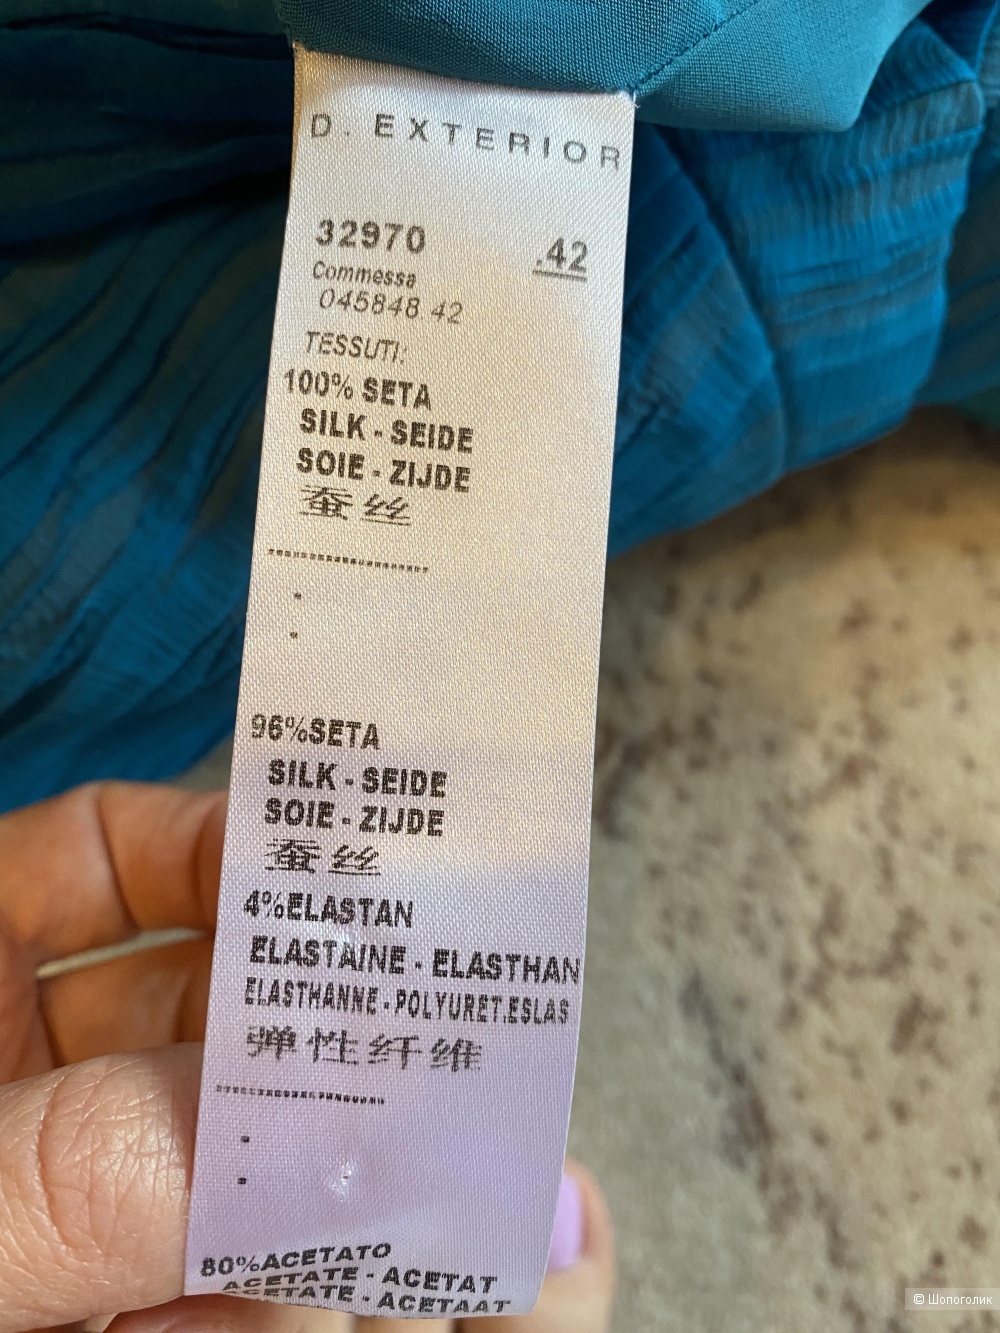 D. EXTERIOR
32970 .42
Commessa
045848.42
TESSUTI:
100% SETA
SILK - SEIDE
SOIE - ZIJDE
蚕丝
96%SETA
SILK - SEIDE
SOIE - ZIJDE
蚕丝
4%ELASTAN
ELASTAINE - ELASTHAN
ELASTHANNE - POLYURET.ESLAS
弹性纤维
80%ACETATO
ACETATE - ACETAT
ACETATE - ACETAAT
© Шопоголик